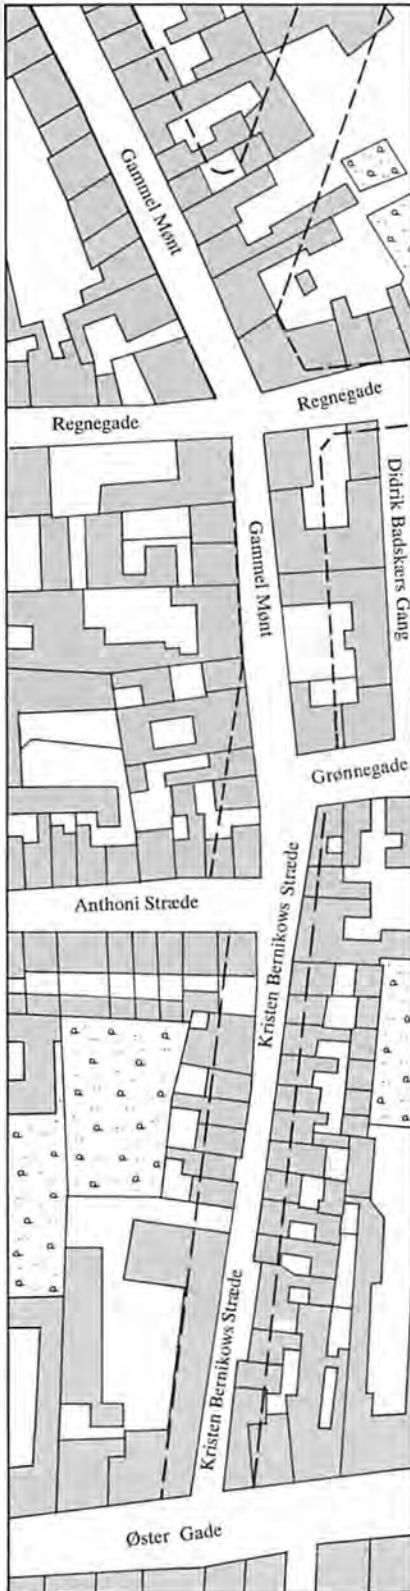 Gammel Mønt
Regnegade
Regnegade
Didrik Badskærs Gang
Gammel Mønt
Grønnegade
Anthoni Stræde
Kristen Bernikows Stræde
Kristen Bernikows Stræde
Øster Gade